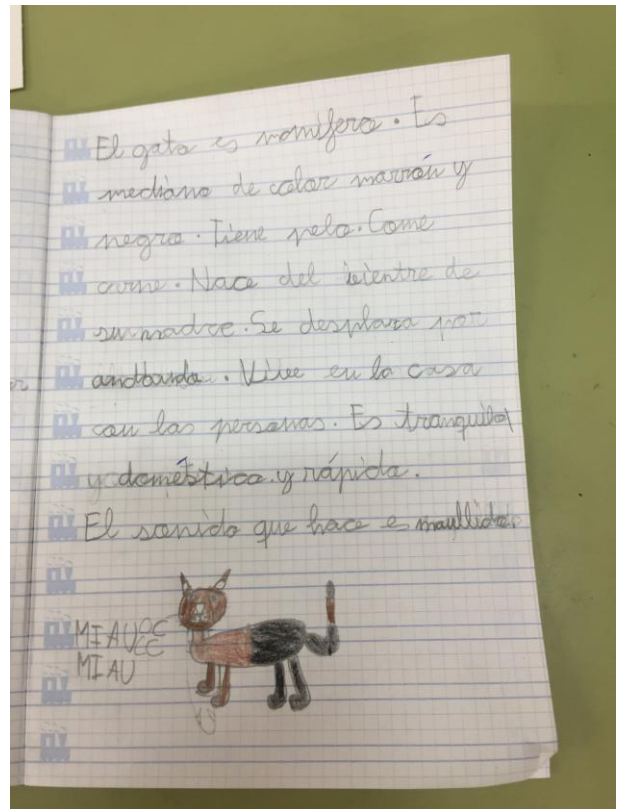 El gato es mamífero. Es
mediano de color marrón y
negro. Tiene pelo. Come
carne. Nace del vientre de
su madre. Se desplaza por
andando. Vive en la casa
con las personas. Es tranquilo
y doméstico y rápido.
El sonido que hace es maullido.
MIAU
MIAU